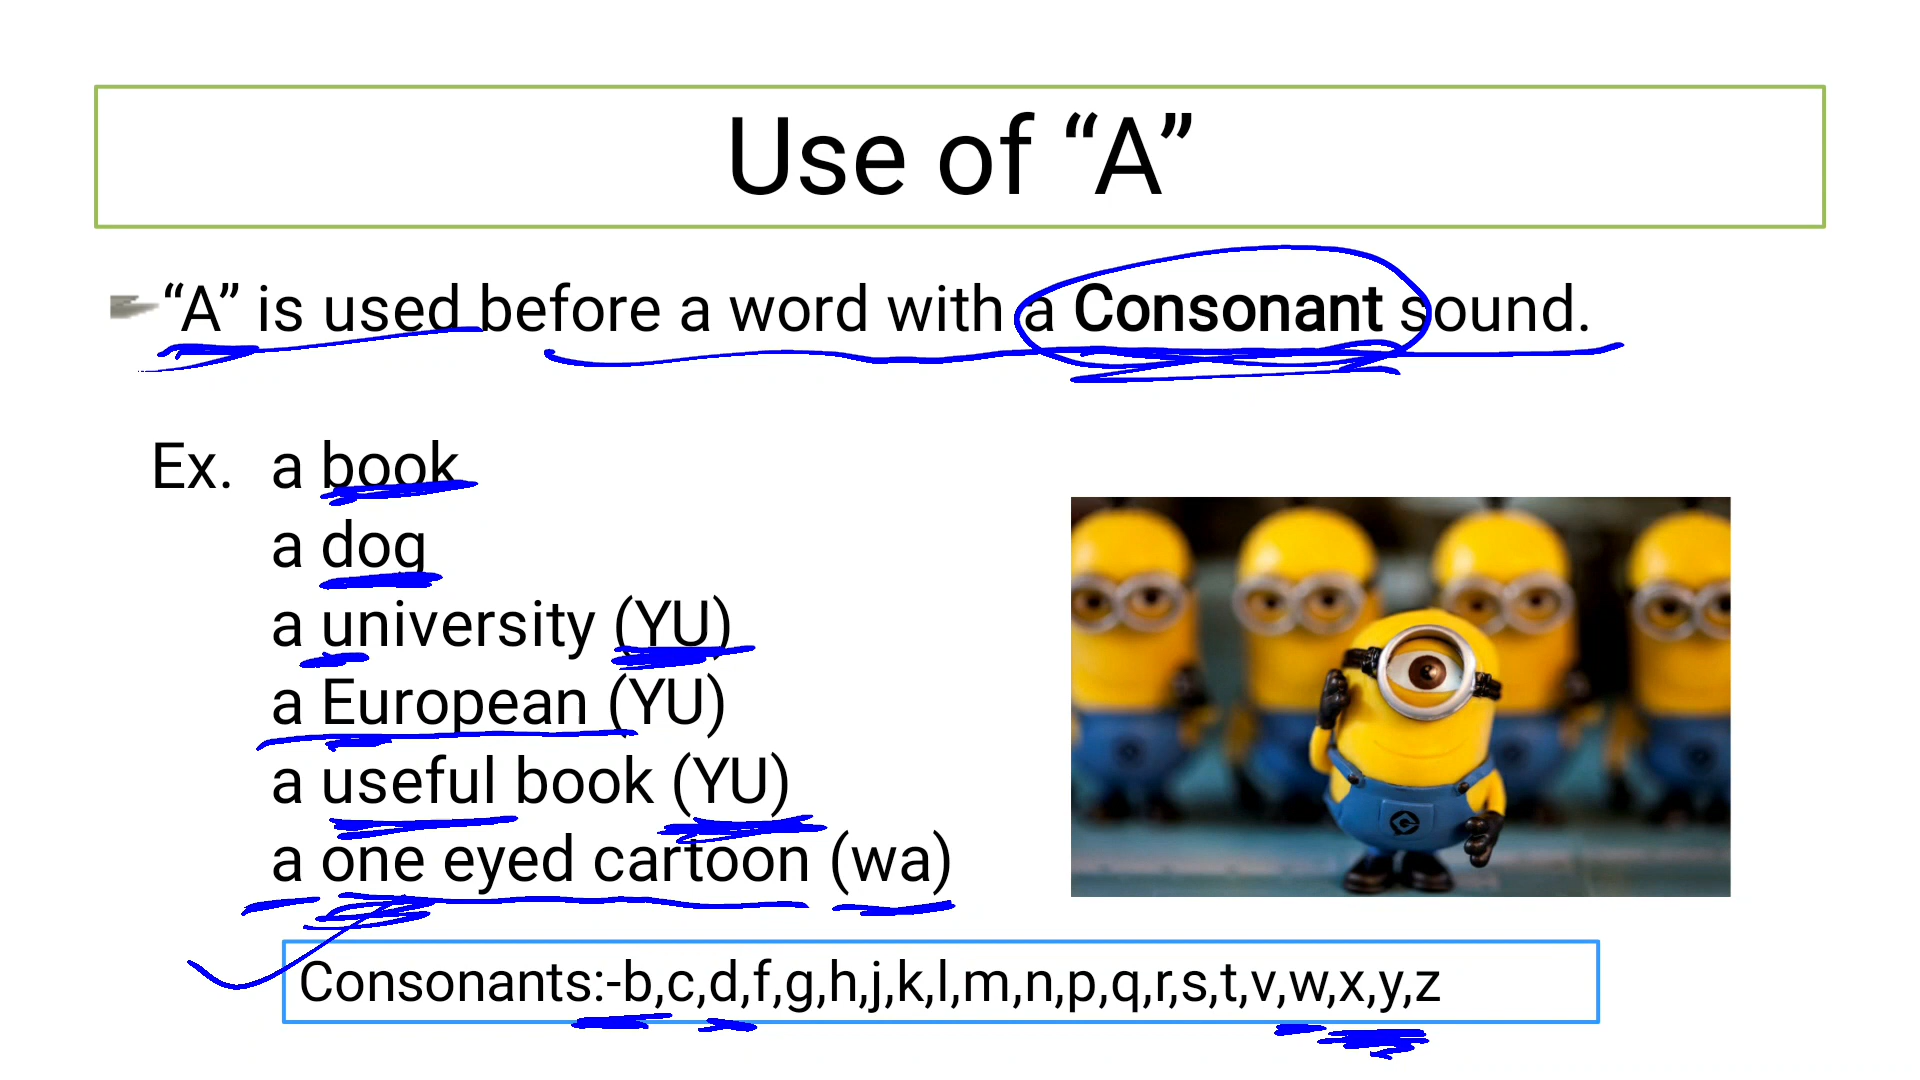 Use of “A”
“A” is used before a word with a Consonant sound.
Ex. a book
a dog
a university (YU)
a European (YU)
a useful book (YU)
a one eyed cartoon (wa)
Consonants:-b,c,d,f,g,h,j,k,l,m,n,p,q,r,s,t,v,w,x,y,z